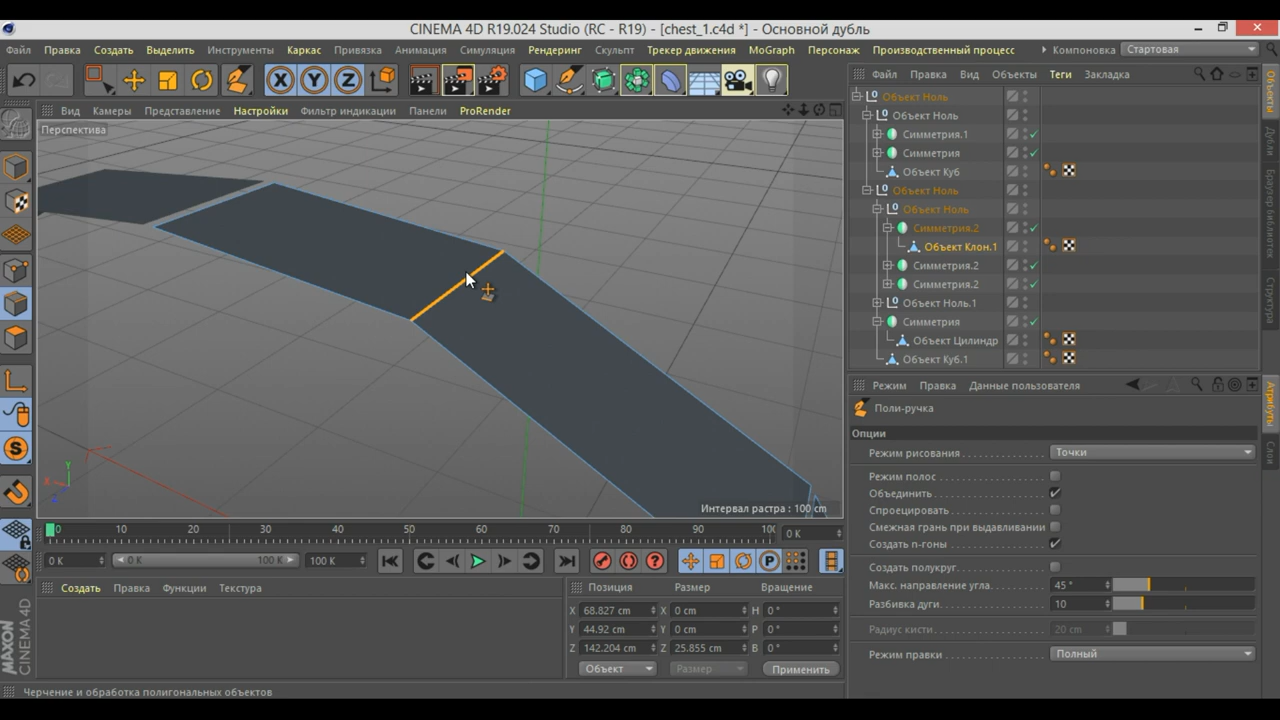 CINEMA 4D R19.024 Studio (RC - R19) - [chest_1.c4d *] - Основной дубль
Файл Правка Создать Выделить Инструменты Каркас Привязка Анимация Симуляция Рендеринг Скульпт Трекер движения MoGraph Персонаж Производственный процесс Компоновка Стартовая
X Y Z
Файл Правка Вид Объекты Теги Закладка
Вид Камеры Представление Настройки Фильтр индикации Панели ProRender
Перспектива
Объект Ноль
Объект Ноль
Симметрия.1
Симметрия
Объект Куб
Объект Ноль
Объект Ноль
Симметрия.2
Объект Клон.1
Симметрия.2
Симметрия.2
Объект Ноль.1
Симметрия
Объект Цилиндр
Объект Куб.1
Объекты
Дубли
Браузер библиотек
Структура
Режим Правка Данные пользователя
Поли-ручка
Опции
Режим рисования Точки
Режим полос
Объединить
Спроецировать
Смежная грань при выдавливании
Создать n-гоны
Создать полукруг
Макс. направление угла. 45 °
Разбивка дуги. 10
Радиус кисти 20 cm
Режим правки Полный
Атрибуты
Слои
Y
X
Z
Интервал растра : 100 cm
0 10 20 30 40 50 60 70 80 90 100 0 K
0 K 0 K 100 K 100 K
P
Создать Правка Функции Текстура
Позиция Размер Вращение
X 68.827 cm X 0 cm H 0 °
Y 44.92 cm Y 0 cm P 0 °
Z 142.204 cm Z 25.855 cm B 0 °
Объект Размер Применить
MAXON
CINEMA 4D
Черчение и обработка полигональных объектов